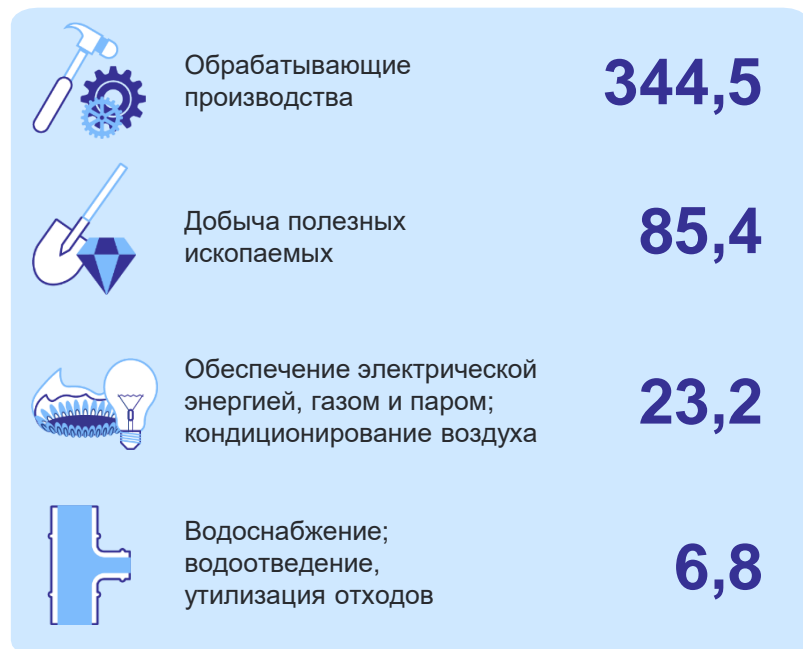 Обрабатывающие
производства
344,5
Добыча полезных
ископаемых
85,4
Обеспечение электрической
энергией, газом и паром;
кондиционирование воздуха
23,2
Водоснабжение;
водоотведение,
утилизация отходов
6,8